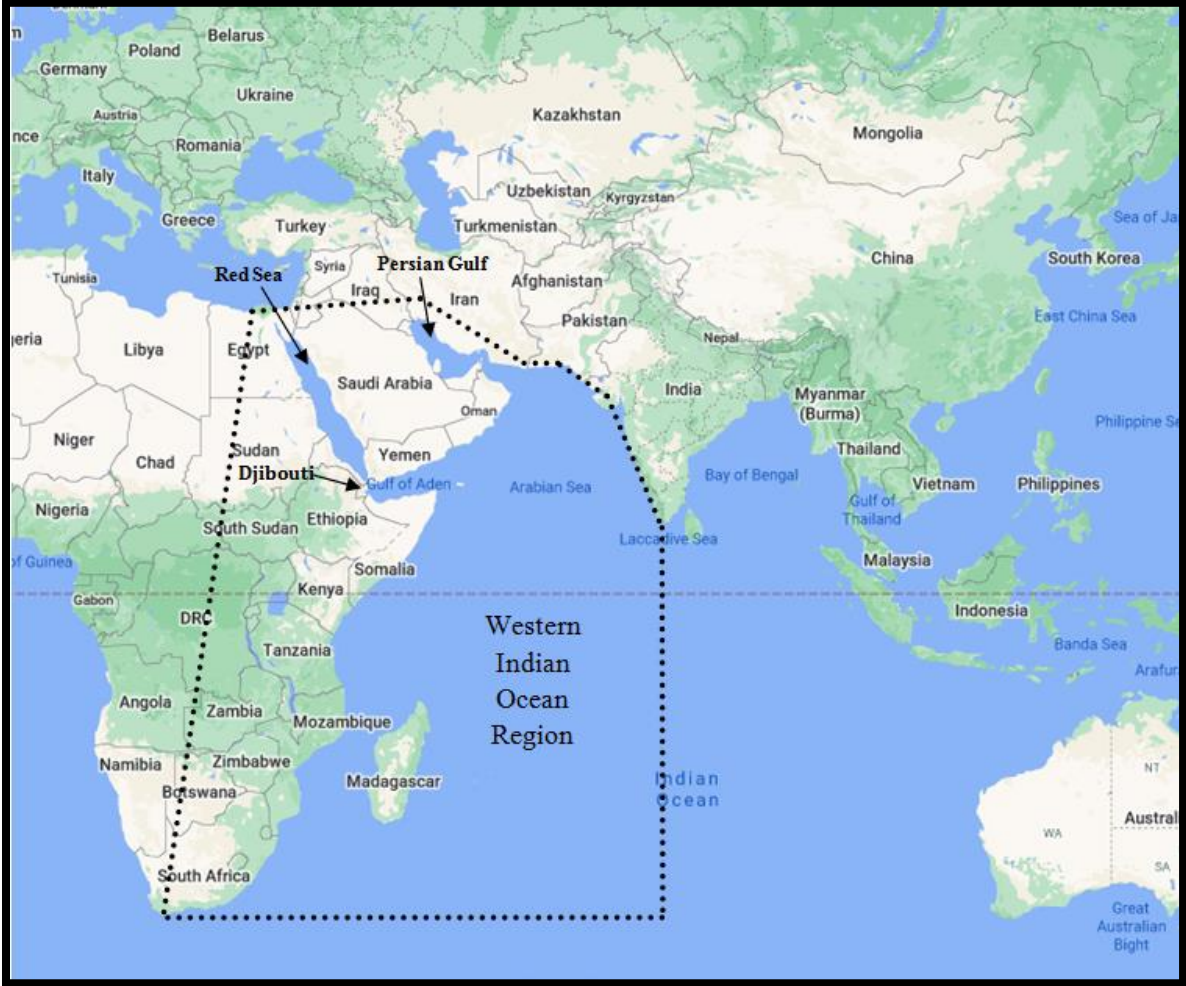 Belarus
Poland
Germany
Ukraine
Austria
Kazakhstan
Mongolia
nce
Romania
Italy
Uzbekistan
Kyrgyzstan
Greece
Turkey
Turkmenistan
Sea of Ja
China
South Korea
Tunisia
Red Sea
Syria
Persian Gulf
Afghanistan
Iraq
Iran
Pakistan
East China Sea
eria
Libya
Egypt
Nepal
Saudi Arabia
India
Myanmar
(Burma)
Oman
Philippine Se
Niger
Chad
Sudan
Yemen
Thailand
Djibouti
Gulf of Aden
Arabian Sea
Bay of Bengal
Vietnam
Philippines
Nigeria
Ethiopia
Gulf of
Thailand
South Sudan
Laccadive Sea
of Guinea
Somalia
Malaysia
Gabon
Kenya
Indonesia
DRC
Western
Indian
Ocean
Region
Tanzania
Banda Sea
Arafur
Angola
Zambia
Mozambique
Namibia
Zimbabwe
Madagascar
Botswana
Indian
Ocean
NT
Austral
WA
South Africa
SA
Great
Australian
Bight